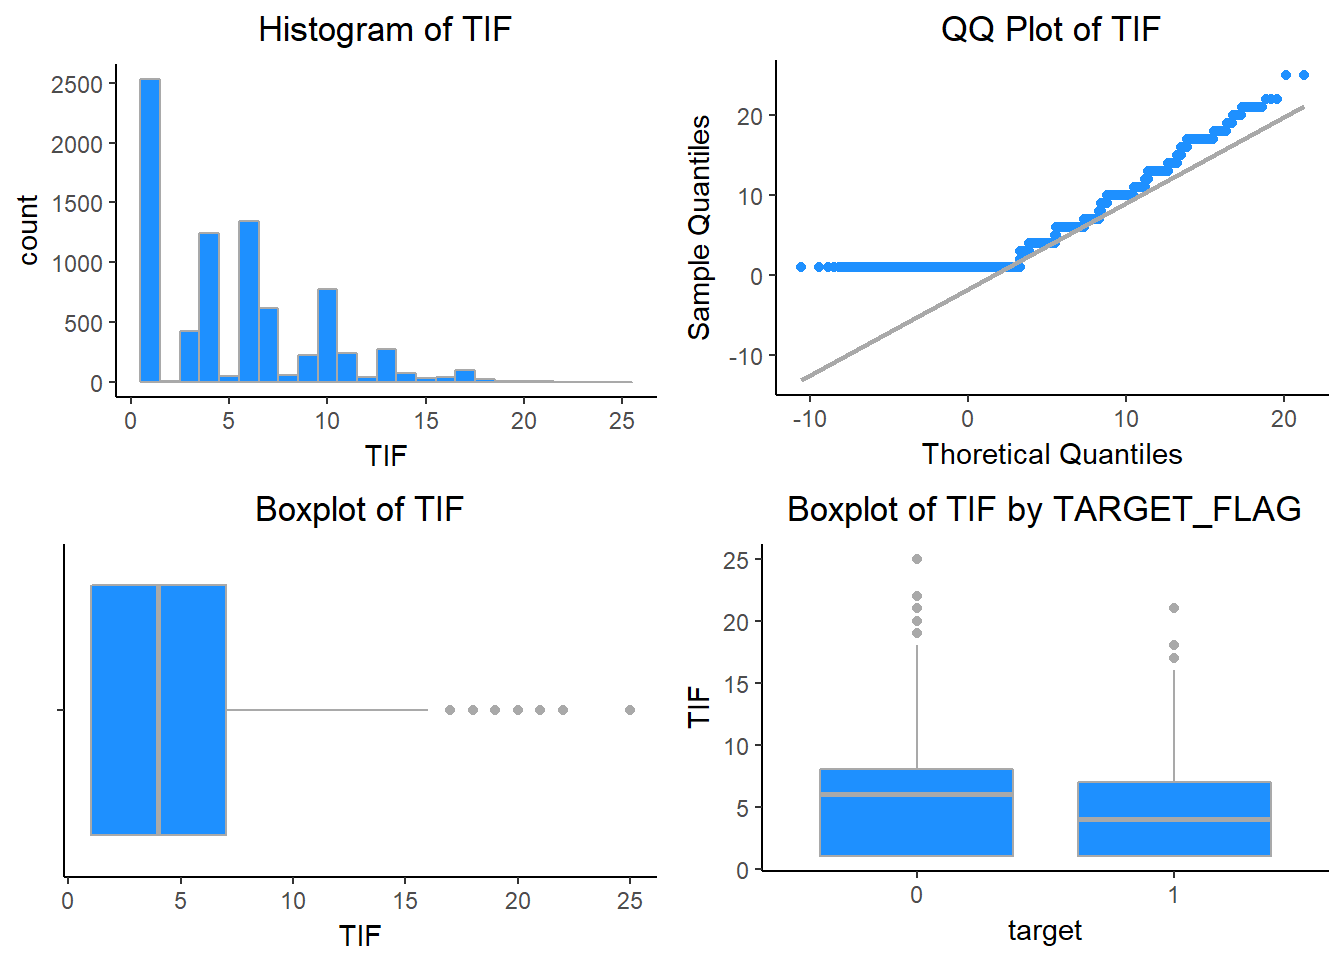 Histogram of TIF
2500
2000
1500
1000
500
0
count
0 5 10 15 20 25
TIF
QQ Plot of TIF
20
10
0
-10
Sample Quantiles
-10 0 10 20
Thoretical Quantiles
Boxplot of TIF
0 5 10 15 20 25
TIF
Boxplot of TIF by TARGET_FLAG
25
20
15
10
5
0
TIF
0 1
target